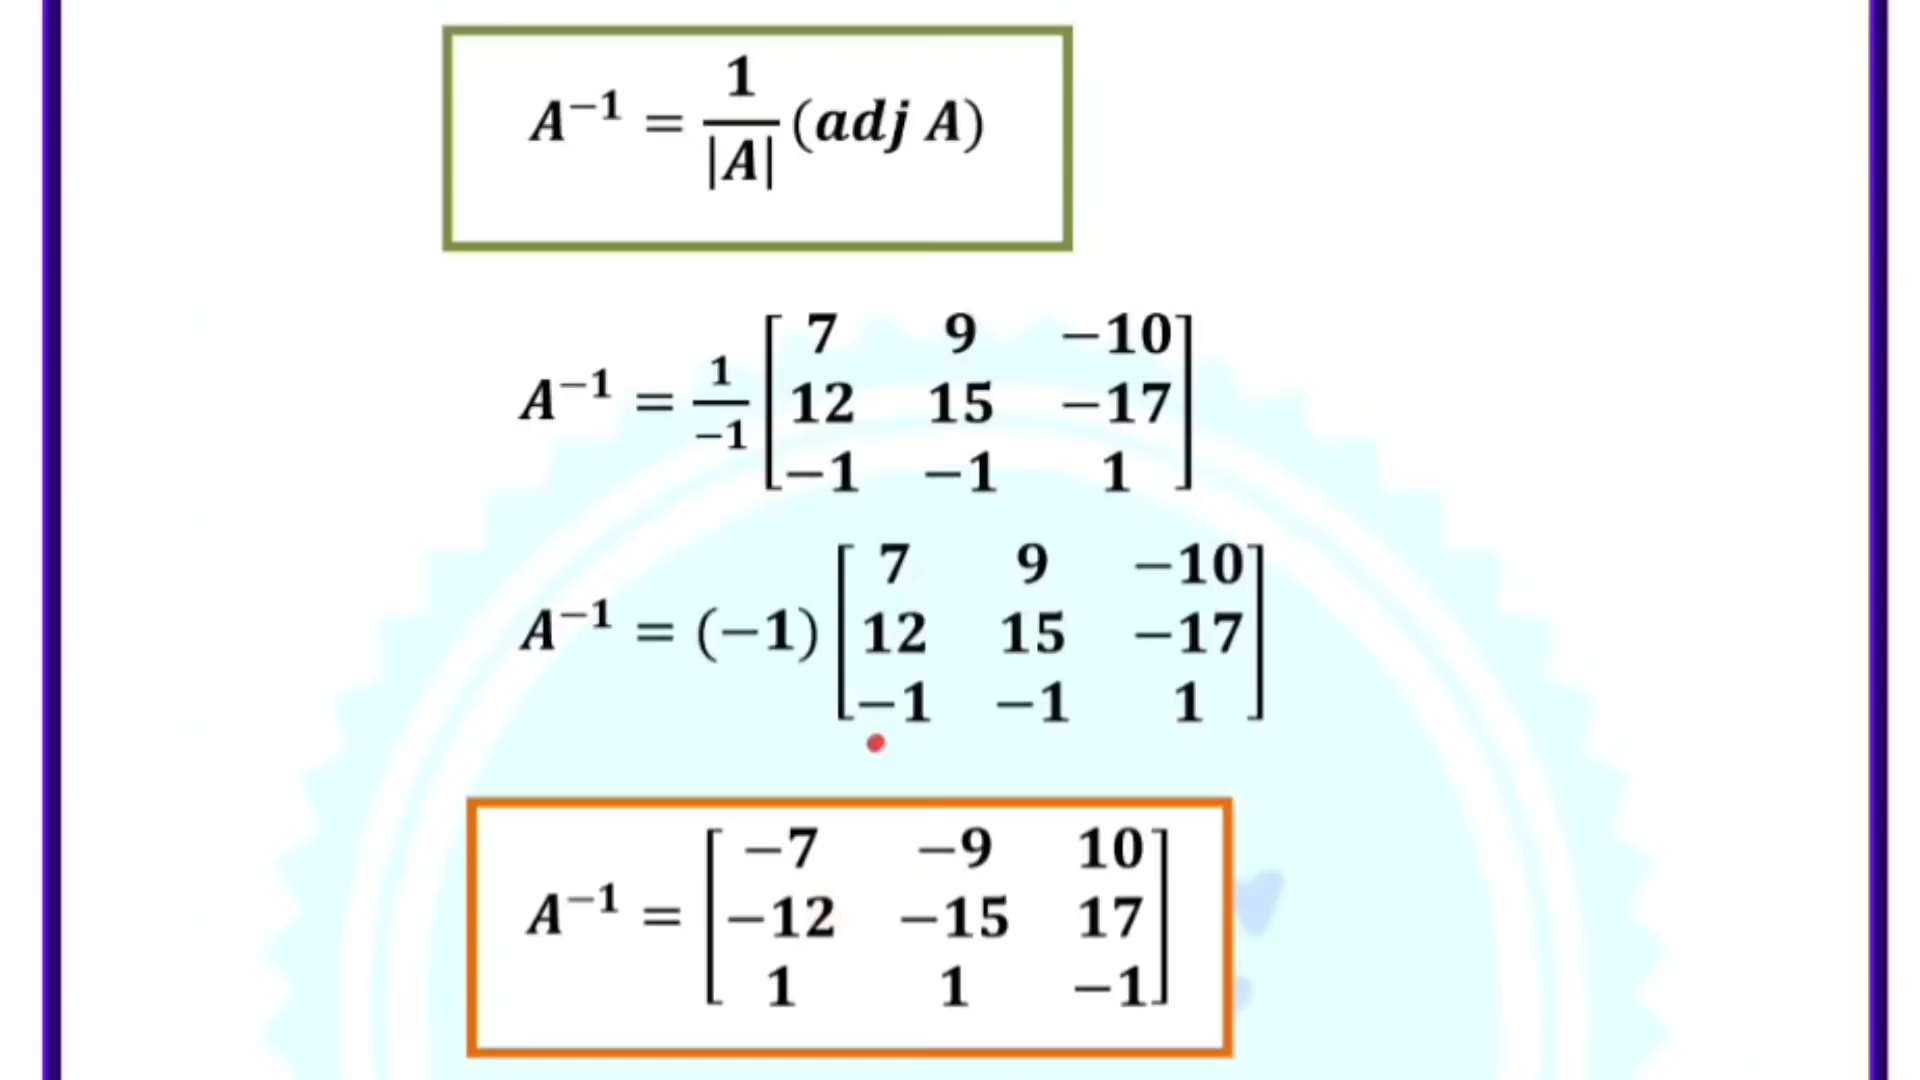 A⁻¹ = 1/|A| (adj A)
A⁻¹ = 1/−1 [7 9 −10
12 15 −17
−1 −1 1]
A⁻¹ = (−1) [7 9 −10
12 15 −17
−1 −1 1]
A⁻¹ = [−7 −9 10
−12 −15 17
1 1 −1]